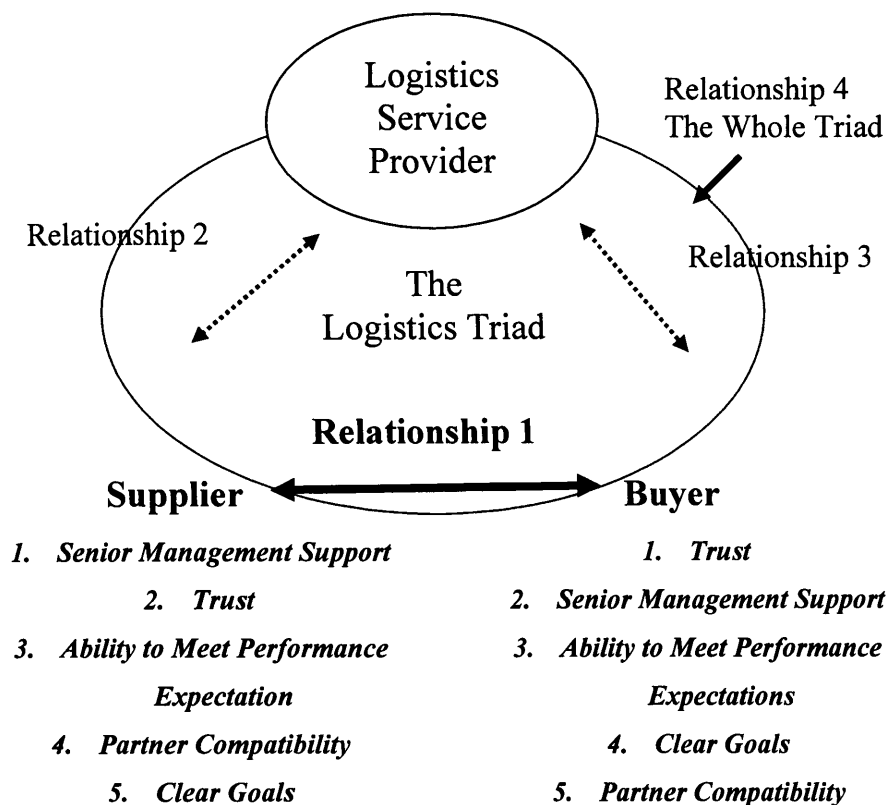 Logistics
Service
Provider
Relationship 4
The Whole Triad
Relationship 2
Relationship 3
The
Logistics Triad
Relationship 1
Supplier
Buyer
1. Senior Management Support
2. Trust
3. Ability to Meet Performance
Expectation
4. Partner Compatibility
5. Clear Goals
1. Trust
2. Senior Management Support
3. Ability to Meet Performance
Expectations
4. Clear Goals
5. Partner Compatibility